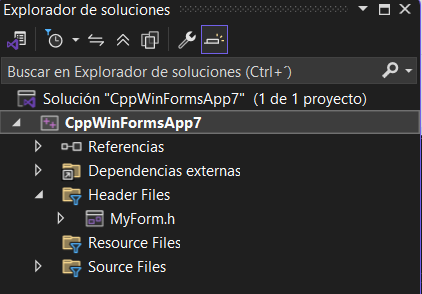 Explorador de soluciones
Buscar en Explorador de soluciones (Ctrl+´)
Solución "CppWinFormsApp7" (1 de 1 proyecto)
CppWinFormsApp7
Referencias
Dependencias externas
Header Files
MyForm.h
Resource Files
Source Files